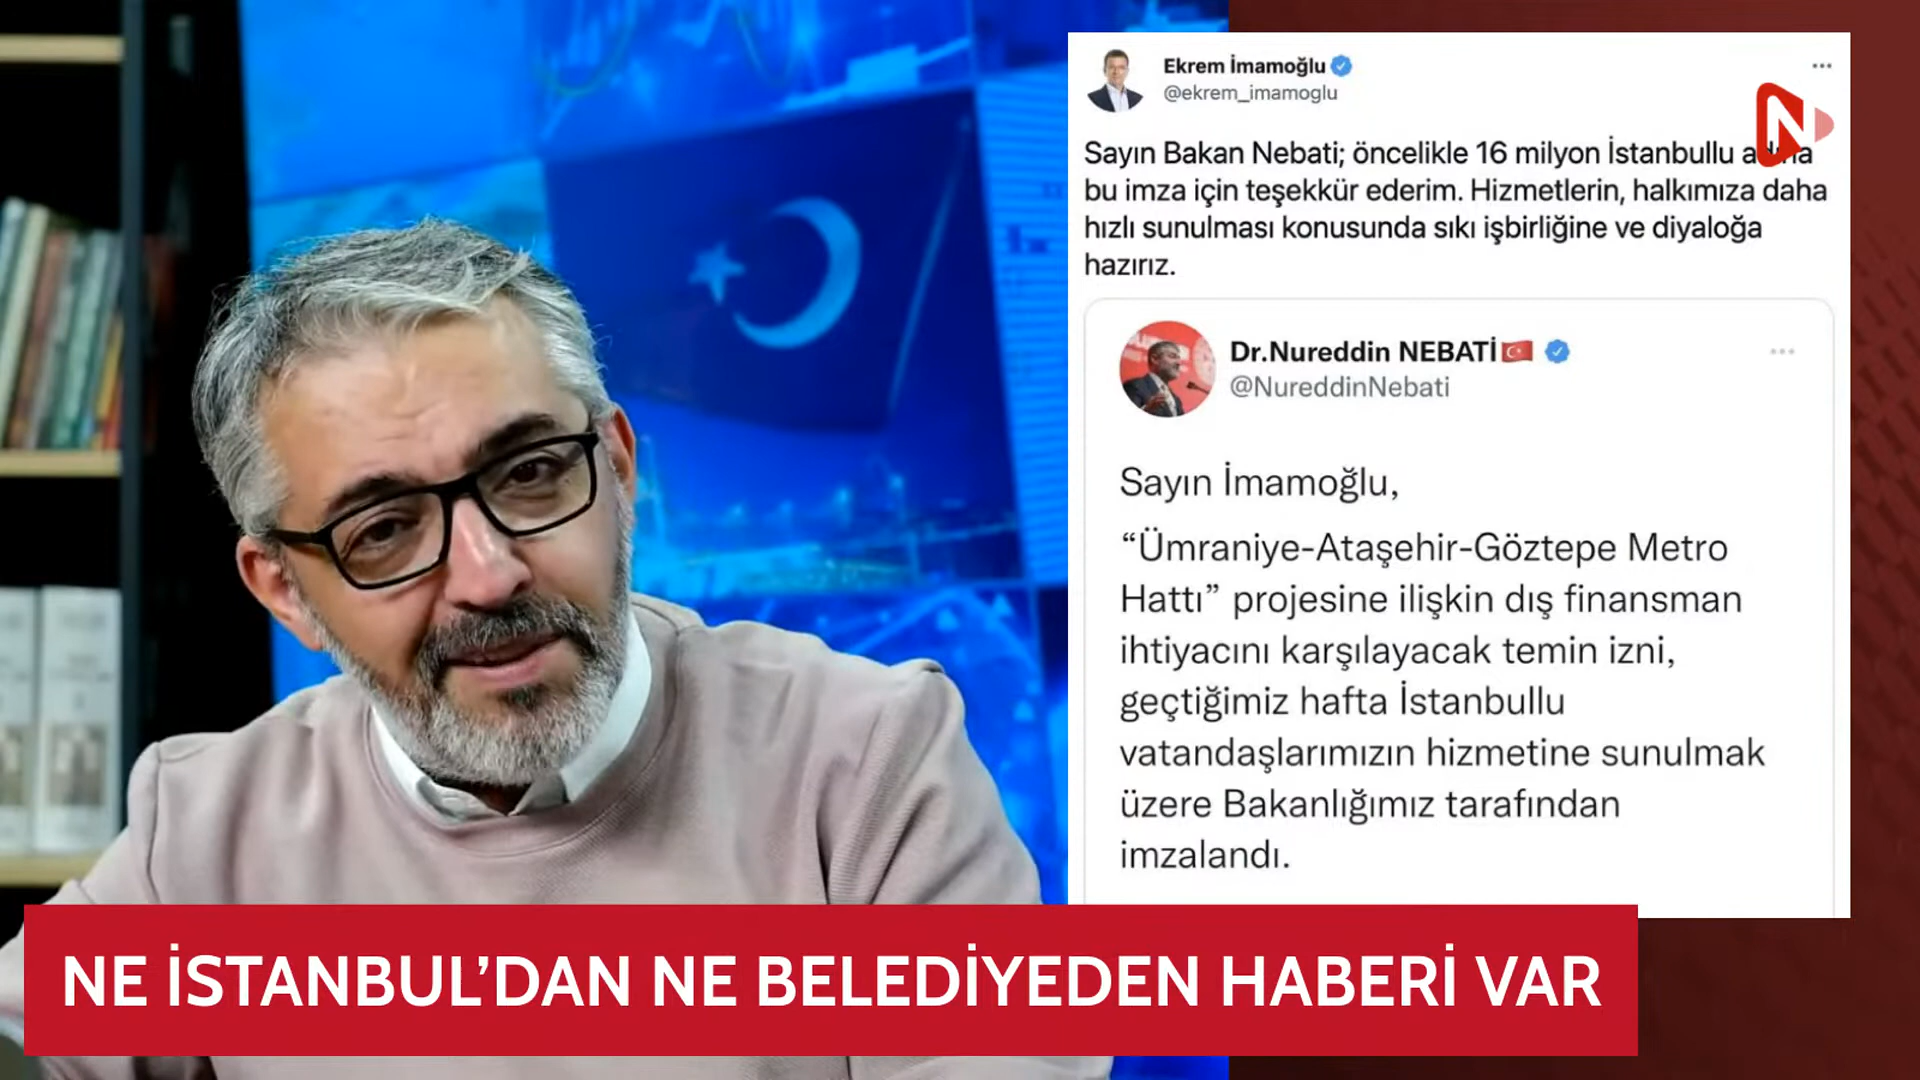 Ekrem İmamoğlu
@ekrem_imamoglu
N
Sayın Bakan Nebati; öncelikle 16 milyon İstanbullu adına
bu imza için teşekkür ederim. Hizmetlerin, halkımıza daha
hızlı sunulması konusunda sıkı işbirliğine ve diyaloğa
hazırız.
Dr.Nureddin NEBATİ
@NureddinNebati
Sayın İmamoğlu,
“Ümraniye-Ataşehir-Göztepe Metro
Hattı” projesine ilişkin dış finansman
ihtiyacını karşılayacak temin izni,
geçtiğimiz hafta İstanbullu
vatandaşlarımızın hizmetine sunulmak
üzere Bakanlığımız tarafından
imzalandı.
NE İSTANBUL’DAN NE BELEDİYEDEN HABERİ VAR